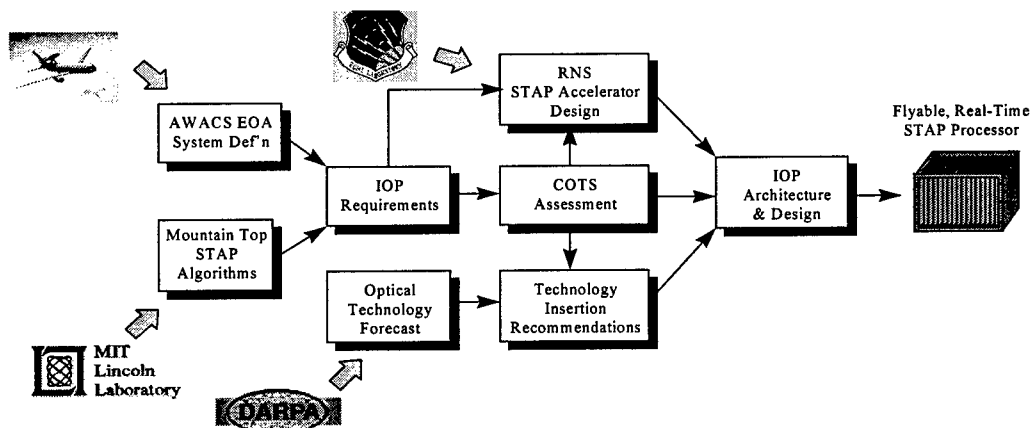 RNS
STAP Accelerator
Design
Flyable, Real-Time
STAP Processor
AWACS EOA
System Def'n
IOP
Requirements
COTS
Assessment
IOP
Architecture
& Design
Mountain Top
STAP
Algorithms
Optical
Technology
Forecast
Technology
Insertion
Recommendations
MIT
Lincoln
Laboratory
DARPA